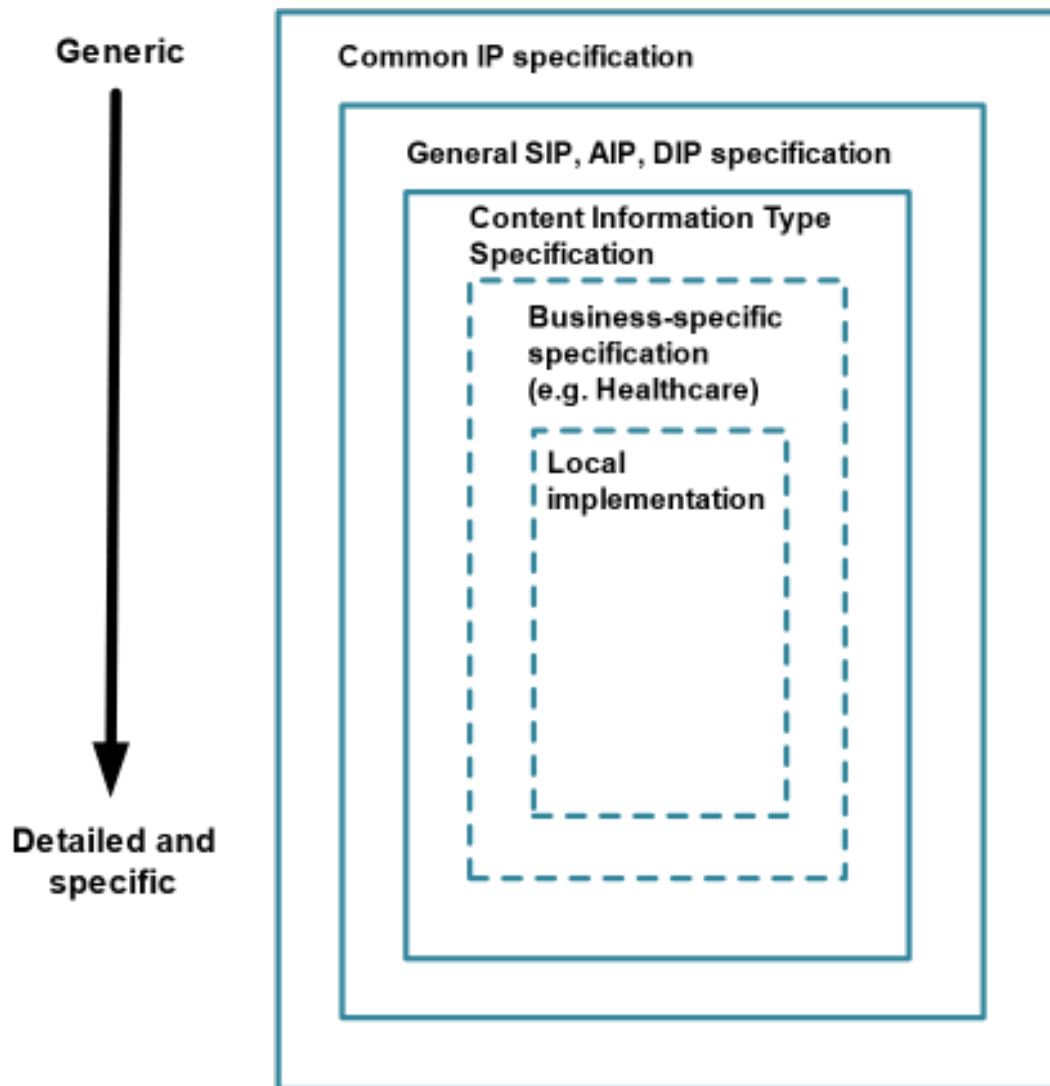 Generic
Common IP specification
General SIP, AIP, DIP specification
Content Information Type
Specification
Business-specific
specification
(e.g. Healthcare)
Local
implementation
Detailed and
specific